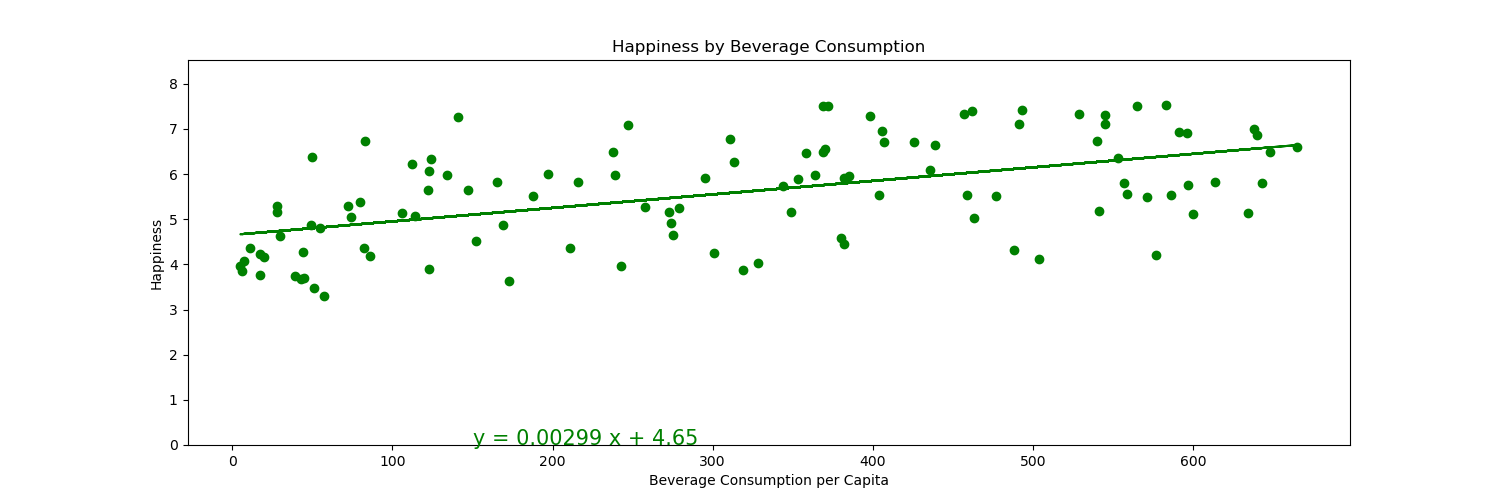 Happiness by Beverage Consumption
Happiness
8
7
6
5
4
3
2
1
0
y = 0.00299 x + 4.65
0 100 200 300 400 500 600
Beverage Consumption per Capita